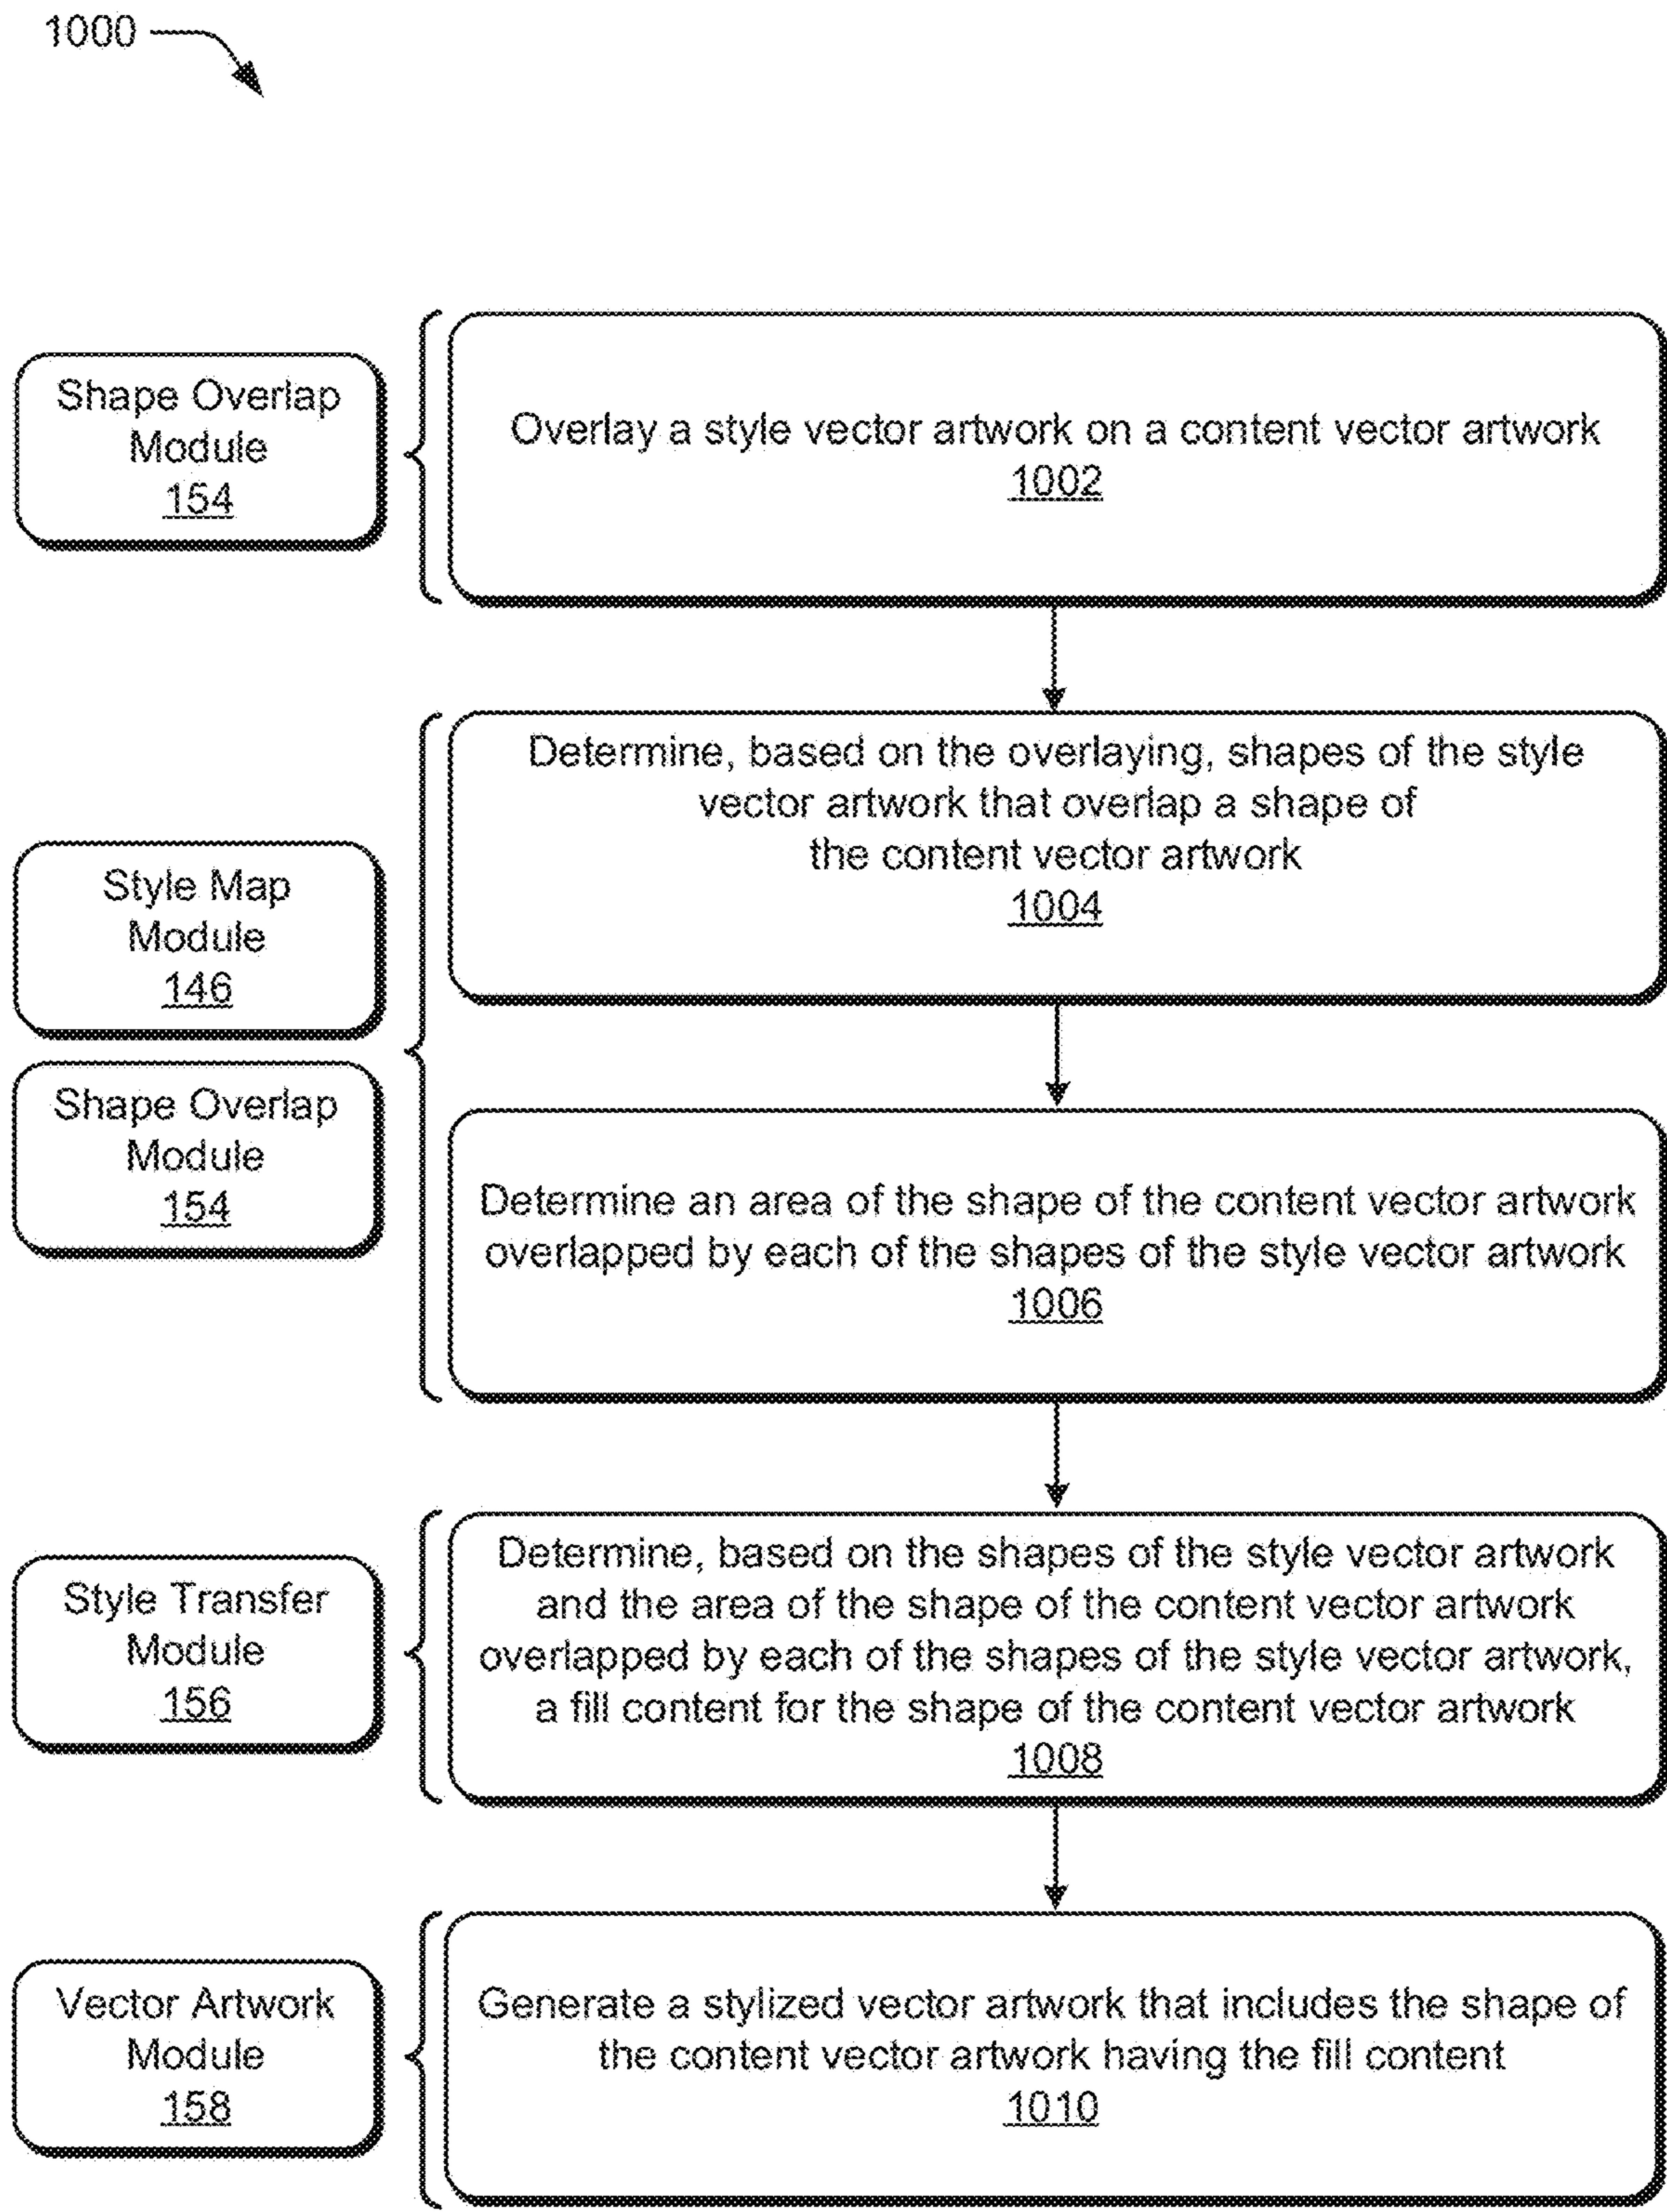 1000
Shape Overlap
Module
154
Overlay a style vector artwork on a content vector artwork
1002
Determine, based on the overlaying, shapes of the style
vector artwork that overlap a shape of
the content vector artwork
1004
Style Map
Module
146
Shape Overlap
Module
154
Determine an area of the shape of the content vector artwork
overlapped by each of the shapes of the style vector artwork
1006
Style Transfer
Module
156
Determine, based on the shapes of the style vector artwork
and the area of the shape of the content vector artwork
overlapped by each of the shapes of the style vector artwork,
a fill content for the shape of the content vector artwork
1008
Vector Artwork
Module
158
Generate a stylized vector artwork that includes the shape of
the content vector artwork having the fill content
1010